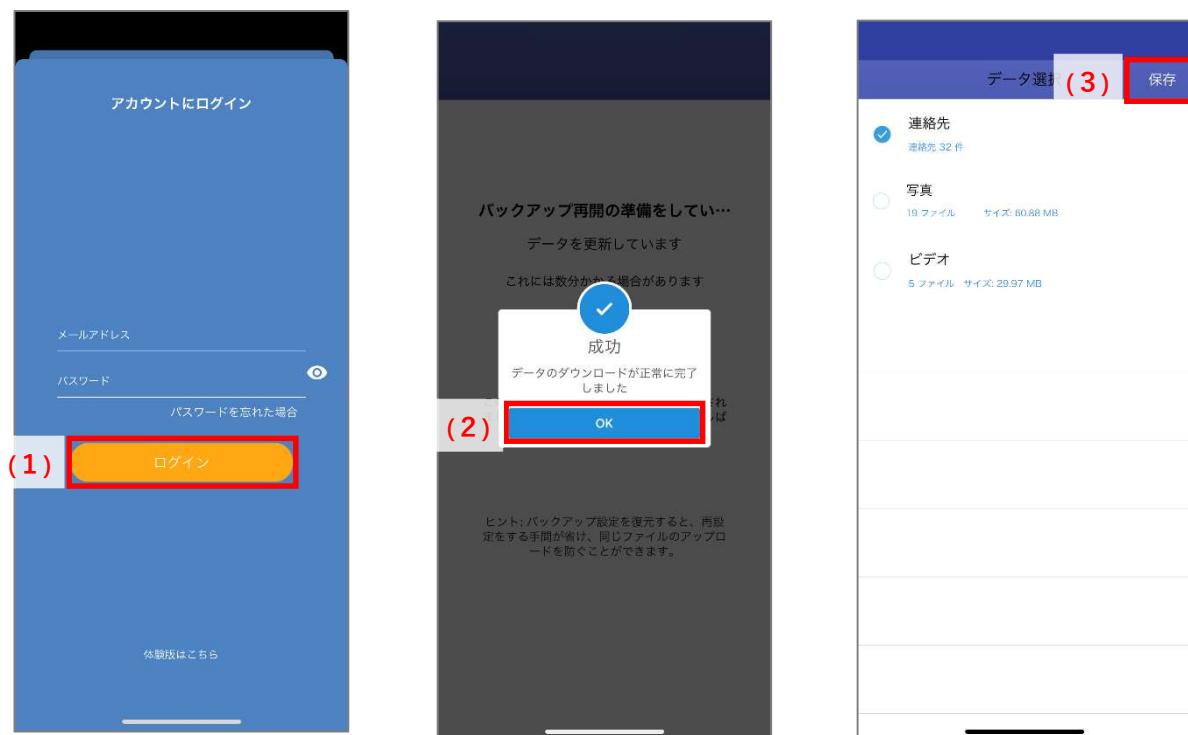 アカウントにログイン
メールアドレス
パスワード
パスワードを忘れた場合
(1)
ログイン
体験版はこちら
バックアップ再開の準備をしてい…
データを更新しています
これには数分かかる場合があります
成功
データのダウンロードが正常に完了
しました
(2)
OK
ヒント: バックアップ設定を復元すると、再設
定をする手間が省け、同じファイルのアップロ
ードを防ぐことができます。
データ選択
(3)
保存
連絡先
連絡先 32 件
写真
19 ファイル サイズ: 60.88 MB
ビデオ
5 ファイル サイズ: 29.97 MB